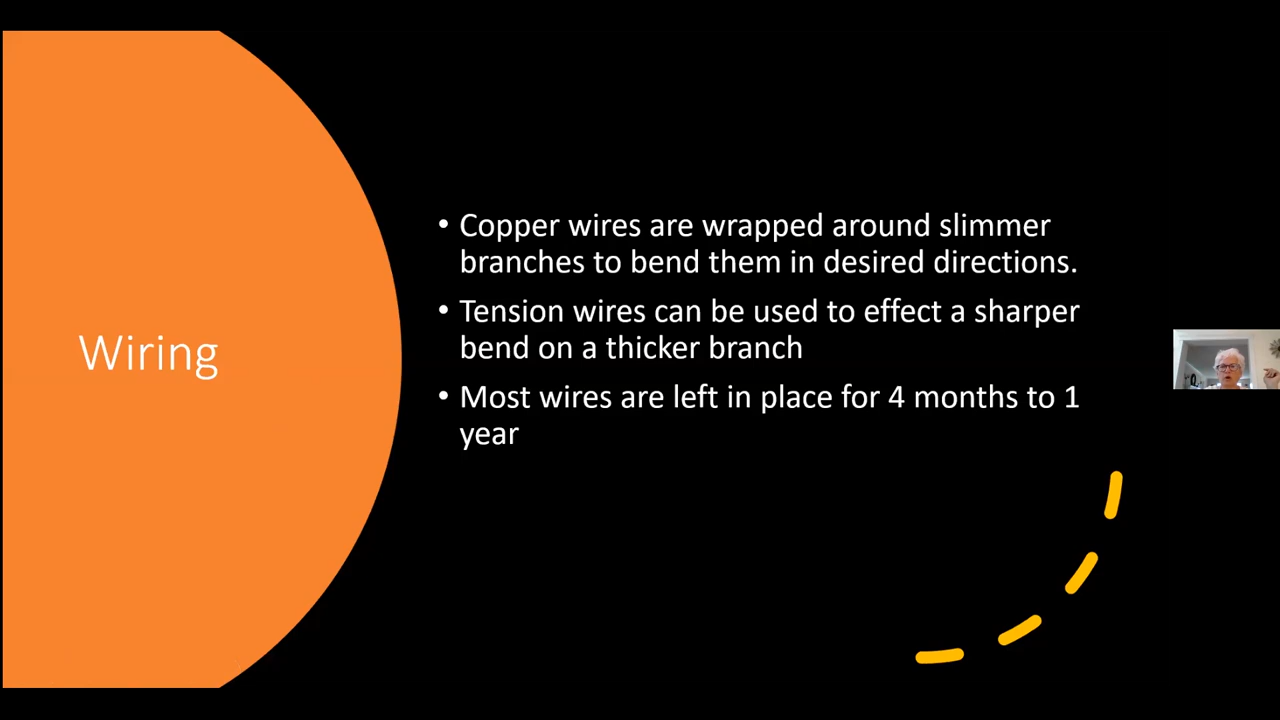 Wiring
• Copper wires are wrapped around slimmer
branches to bend them in desired directions.
• Tension wires can be used to effect a sharper
bend on a thicker branch
• Most wires are left in place for 4 months to 1
year